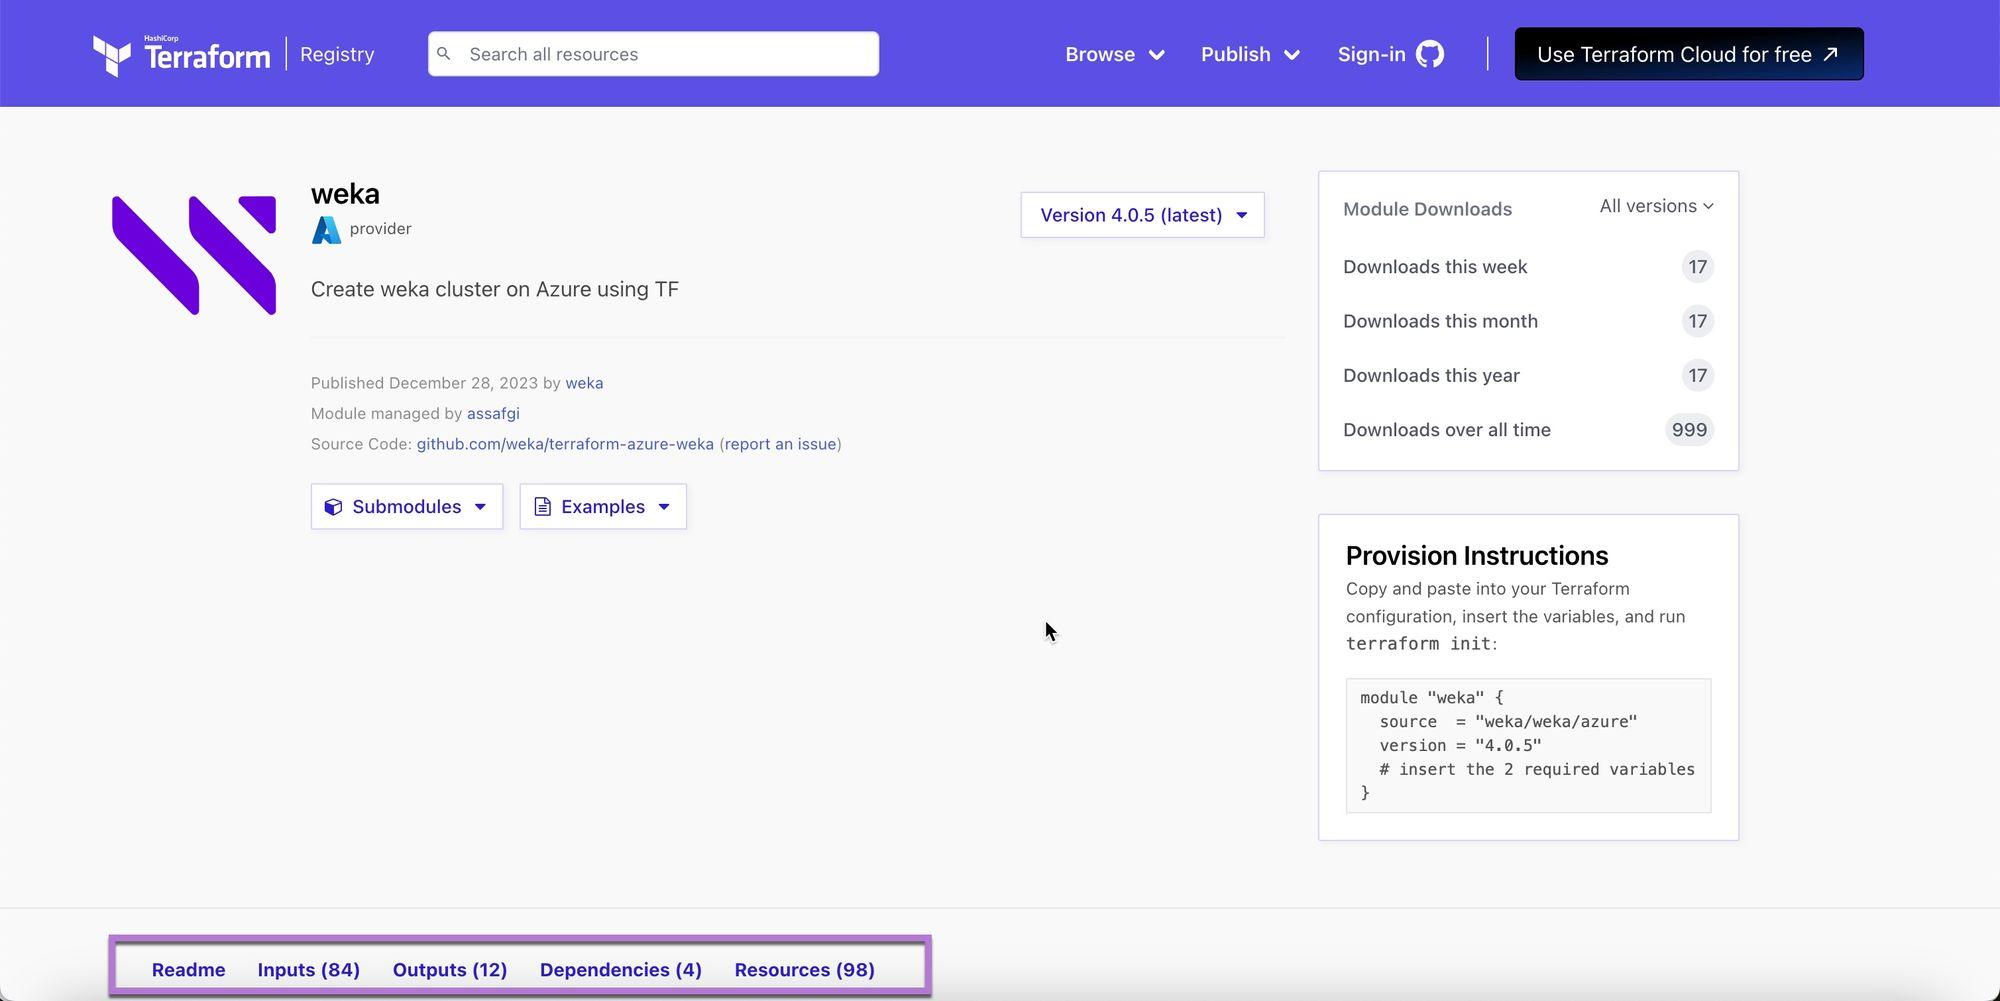 HashiCorp
Terraform Registry
Search all resources
Browse Publish Sign-in
Use Terraform Cloud for free ↗
weka
provider
Version 4.0.5 (latest)
Create weka cluster on Azure using TF
Published December 28, 2023 by weka
Module managed by assafgi
Source Code: github.com/weka/terraform-azure-weka (report an issue)
Submodules Examples
Module Downloads All versions
Downloads this week 17
Downloads this month 17
Downloads this year 17
Downloads over all time 999
Provision Instructions
Copy and paste into your Terraform
configuration, insert the variables, and run
terraform init:
module "weka" {
  source  = "weka/weka/azure"
  version = "4.0.5"
  # insert the 2 required variables
}
Readme Inputs (84) Outputs (12) Dependencies (4) Resources (98)